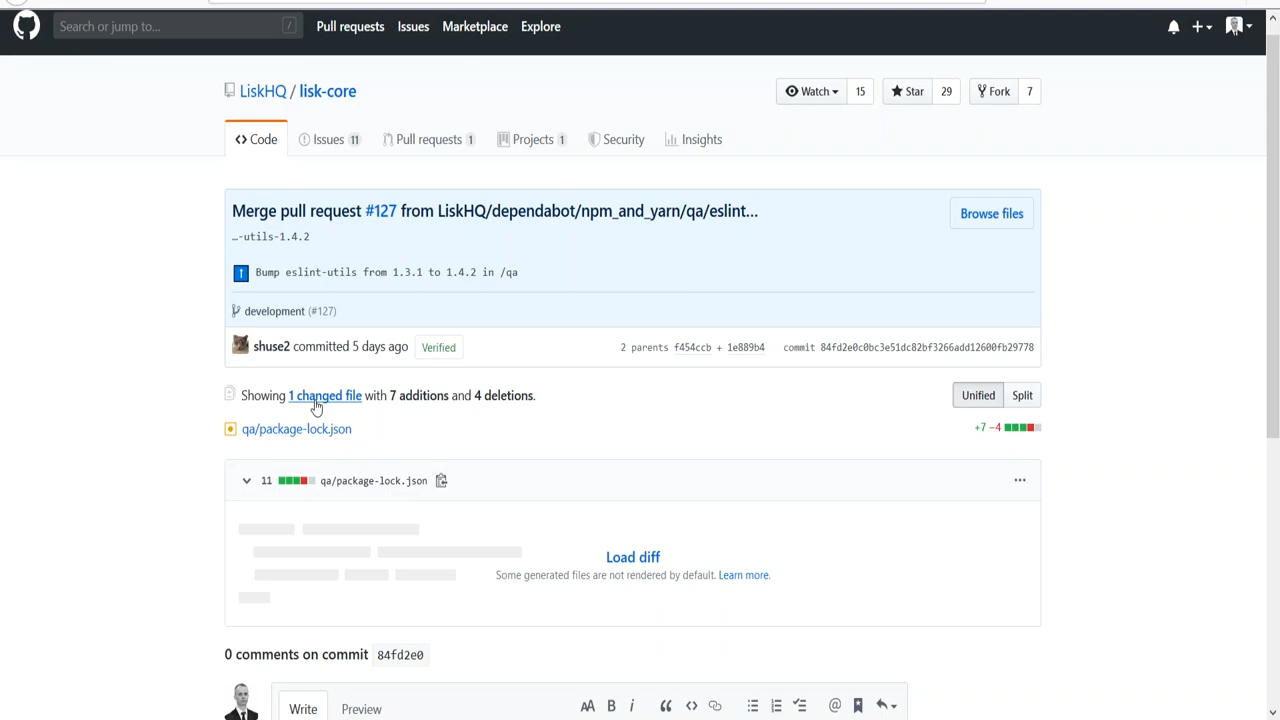 Search or jump to... / Pull requests Issues Marketplace Explore
LiskHQ / lisk-core Watch 15 Star 29 Fork 7
Code Issues 11 Pull requests 1 Projects 1 Security Insights
Merge pull request #127 from LiskHQ/dependabot/npm_and_yarn/qa/eslint… Browse files
…-utils-1.4.2
Bump eslint-utils from 1.3.1 to 1.4.2 in /qa
development (#127)
shuse2 committed 5 days ago Verified 2 parents f454ccb + 1e889b4 commit 84fd2e0c0bc3e51dc82bf3266add12600fb29778
Showing 1 changed file with 7 additions and 4 deletions. Unified Split
qa/package-lock.json +7 −4
11 qa/package-lock.json
Load diff
Some generated files are not rendered by default. Learn more.
0 comments on commit 84fd2e0
Write Preview AA B i @